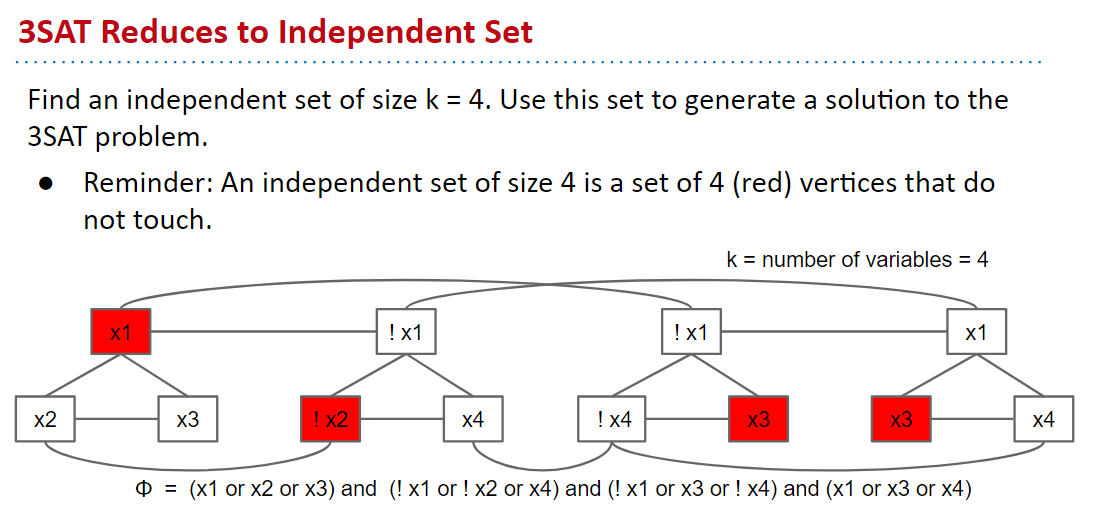 3SAT Reduces to Independent Set
Find an independent set of size k = 4. Use this set to generate a solution to the
3SAT problem.
● Reminder: An independent set of size 4 is a set of 4 (red) vertices that do
not touch.
k = number of variables = 4
x1 ! x1 ! x1 x1
x2 x3 ! x2 x4 ! x4 x3 x3 x4
Φ = (x1 or x2 or x3) and (! x1 or ! x2 or x4) and (! x1 or x3 or ! x4) and (x1 or x3 or x4)